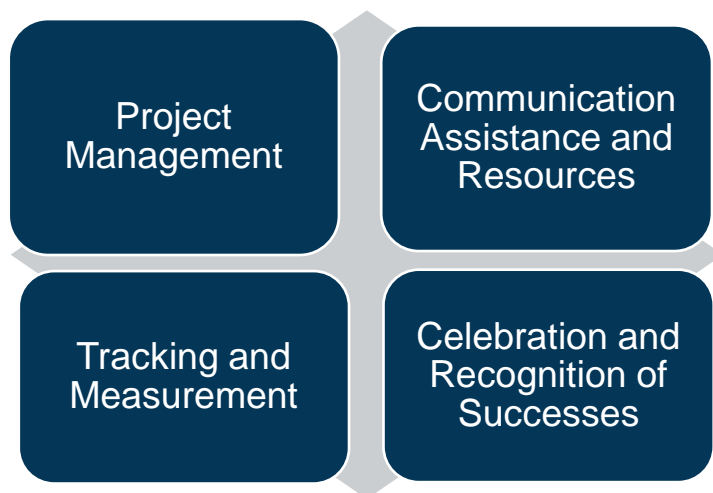 Project
Management
Communication
Assistance and
Resources
Tracking and
Measurement
Celebration and
Recognition of
Successes